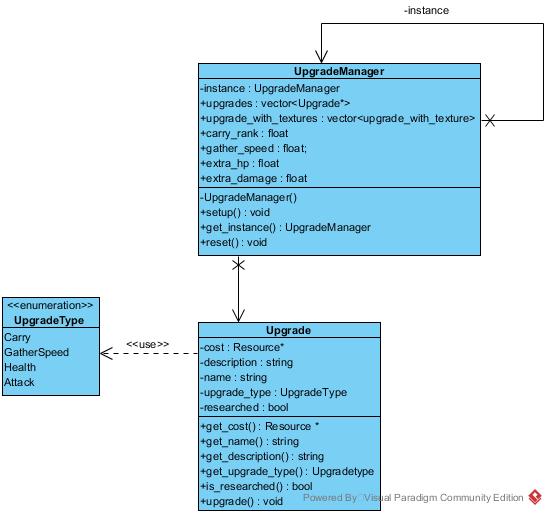 -instance
UpgradeManager
-instance : UpgradeManager
+upgrades : vector<Upgrade*>
+upgrade_with_textures : vector<upgrade_with_texture>
+carry_rank : float
+gather_speed : float;
+extra_hp : float
+extra_damage : float
-UpgradeManager()
+setup() : void
+get_instance() : UpgradeManager
+reset() : void
<<enumeration>>
UpgradeType
Carry
GatherSpeed
Health
Attack
<<use>>
Upgrade
-cost : Resource*
-description : string
-name : string
-upgrade_type : UpgradeType
-researched : bool
+get_cost() : Resource *
+get_name() : string
+get_description() : string
+get_upgrade_type() : Upgradetype
+is_researched() : bool
+upgrade() : void
Powered By Visual Paradigm Community Edition